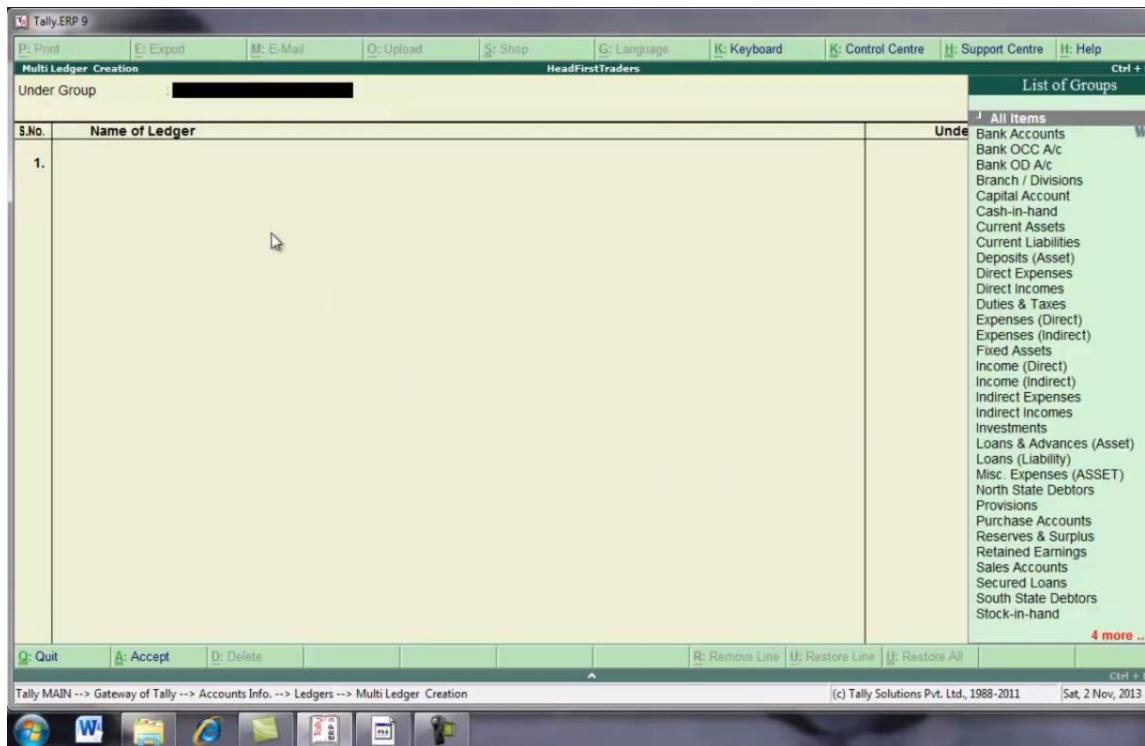 Tally.ERP 9
P: Print E: Export M: E-Mail O: Upload S: Shop G: Language K: Keyboard K: Control Centre H: Support Centre H: Help
Multi Ledger Creation HeadFirstTraders Ctrl +
Under Group :
List of Groups
All Items
S.No. Name of Ledger Unde
1.
Bank Accounts
Bank OCC A/c
Bank OD A/c
Branch / Divisions
Capital Account
Cash-in-hand
Current Assets
Current Liabilities
Deposits (Asset)
Direct Expenses
Direct Incomes
Duties & Taxes
Expenses (Direct)
Expenses (Indirect)
Fixed Assets
Income (Direct)
Income (Indirect)
Indirect Expenses
Indirect Incomes
Investments
Loans & Advances (Asset)
Loans (Liability)
Misc. Expenses (ASSET)
North State Debtors
Provisions
Purchase Accounts
Reserves & Surplus
Retained Earnings
Sales Accounts
Secured Loans
South State Debtors
Stock-in-hand
4 more ..
Q: Quit A: Accept D: Delete R: Remove Line U: Restore Line U: Restore All
Ctrl +
Tally MAIN --> Gateway of Tally --> Accounts Info. --> Ledgers --> Multi Ledger Creation (c) Tally Solutions Pvt. Ltd., 1988-2011 Sat, 2 Nov, 2013